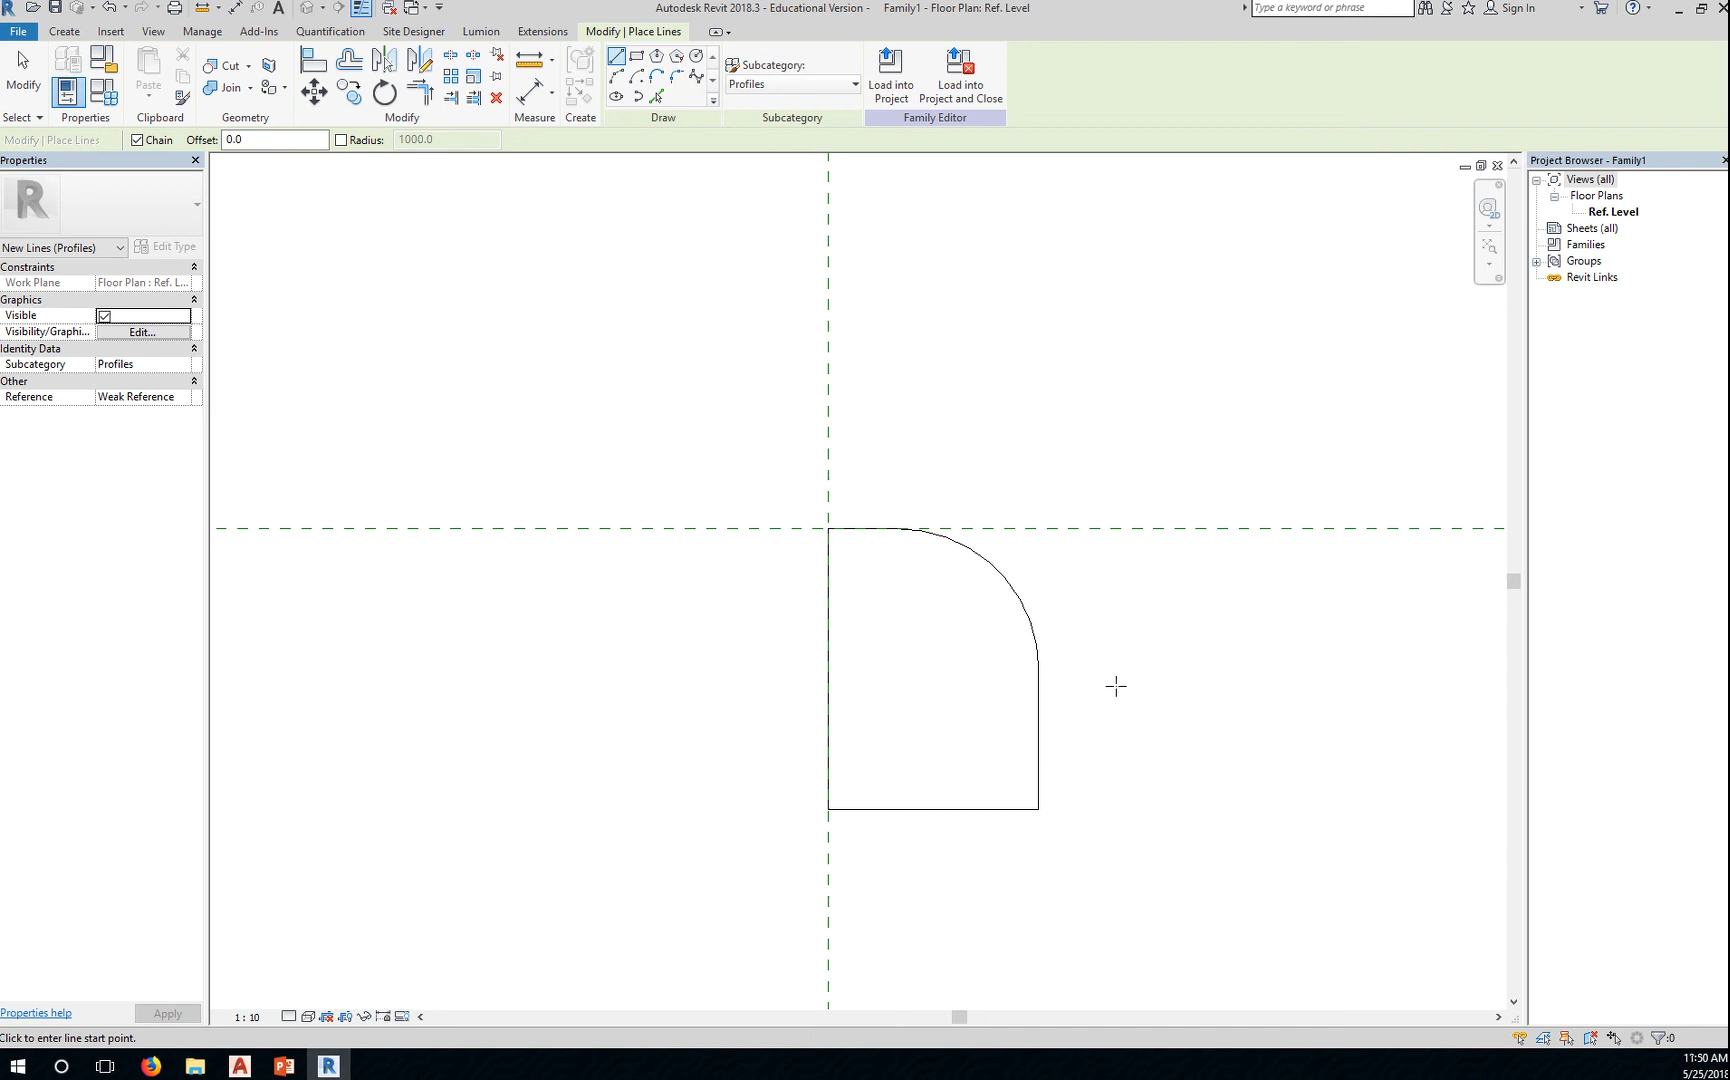 Autodesk Revit 2018.3 - Educational Version - Family1 - Floor Plan: Ref. Level
Type a keyword or phrase
Sign In
File Create Insert View Manage Add-Ins Quantification Site Designer Lumion Extensions Modify | Place Lines
Modify
Paste
Cut
Join
Subcategory:
Profiles
Load into
Project
Load into
Project and Close
Select Properties Clipboard Geometry Modify Measure Create Draw Subcategory Family Editor
Modify | Place Lines Chain Offset: 0.0 Radius: 1000.0
Properties
New Lines (Profiles) Edit Type
Constraints
Work Plane Floor Plan : Ref. L...
Graphics
Visible
Visibility/Graphi... Edit...
Identity Data
Subcategory Profiles
Other
Reference Weak Reference
Properties help Apply
2D
Project Browser - Family1
Views (all)
Floor Plans
Ref. Level
Sheets (all)
Families
Groups
Revit Links
1 : 10
Click to enter line start point.
:0
11:50 AM
5/25/2018